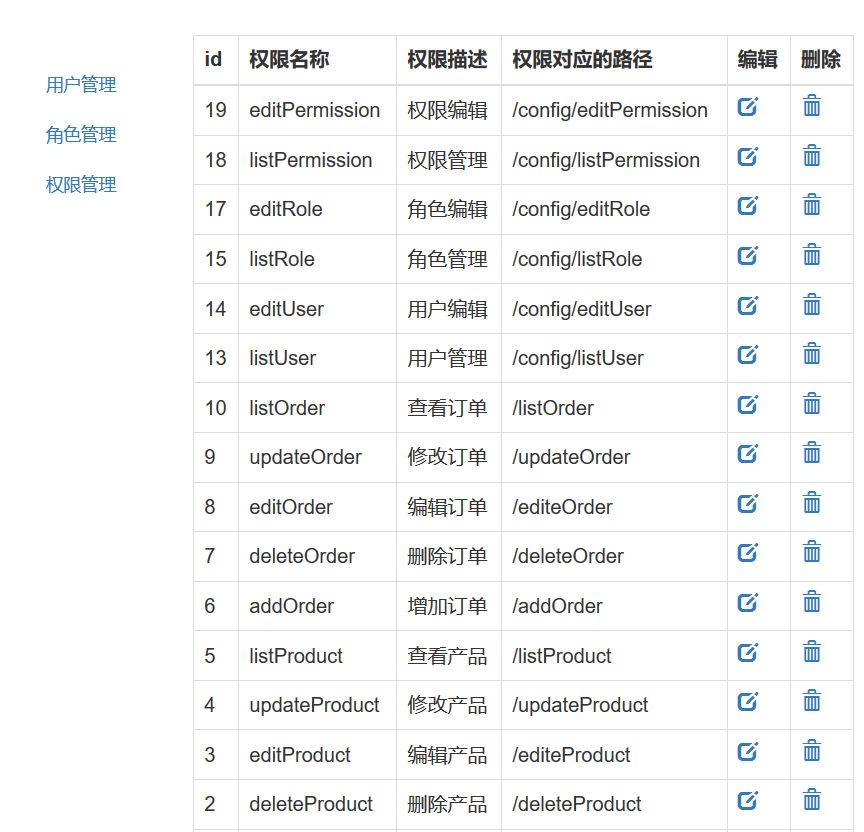 用户管理
角色管理
权限管理
id 权限名称 权限描述 权限对应的路径 编辑 删除
19 editPermission 权限编辑 /config/editPermission
18 listPermission 权限管理 /config/listPermission
17 editRole 角色编辑 /config/editRole
15 listRole 角色管理 /config/listRole
14 editUser 用户编辑 /config/editUser
13 listUser 用户管理 /config/listUser
10 listOrder 查看订单 /listOrder
9 updateOrder 修改订单 /updateOrder
8 editOrder 编辑订单 /editeOrder
7 deleteOrder 删除订单 /deleteOrder
6 addOrder 增加订单 /addOrder
5 listProduct 查看产品 /listProduct
4 updateProduct 修改产品 /updateProduct
3 editProduct 编辑产品 /editeProduct
2 deleteProduct 删除产品 /deleteProduct